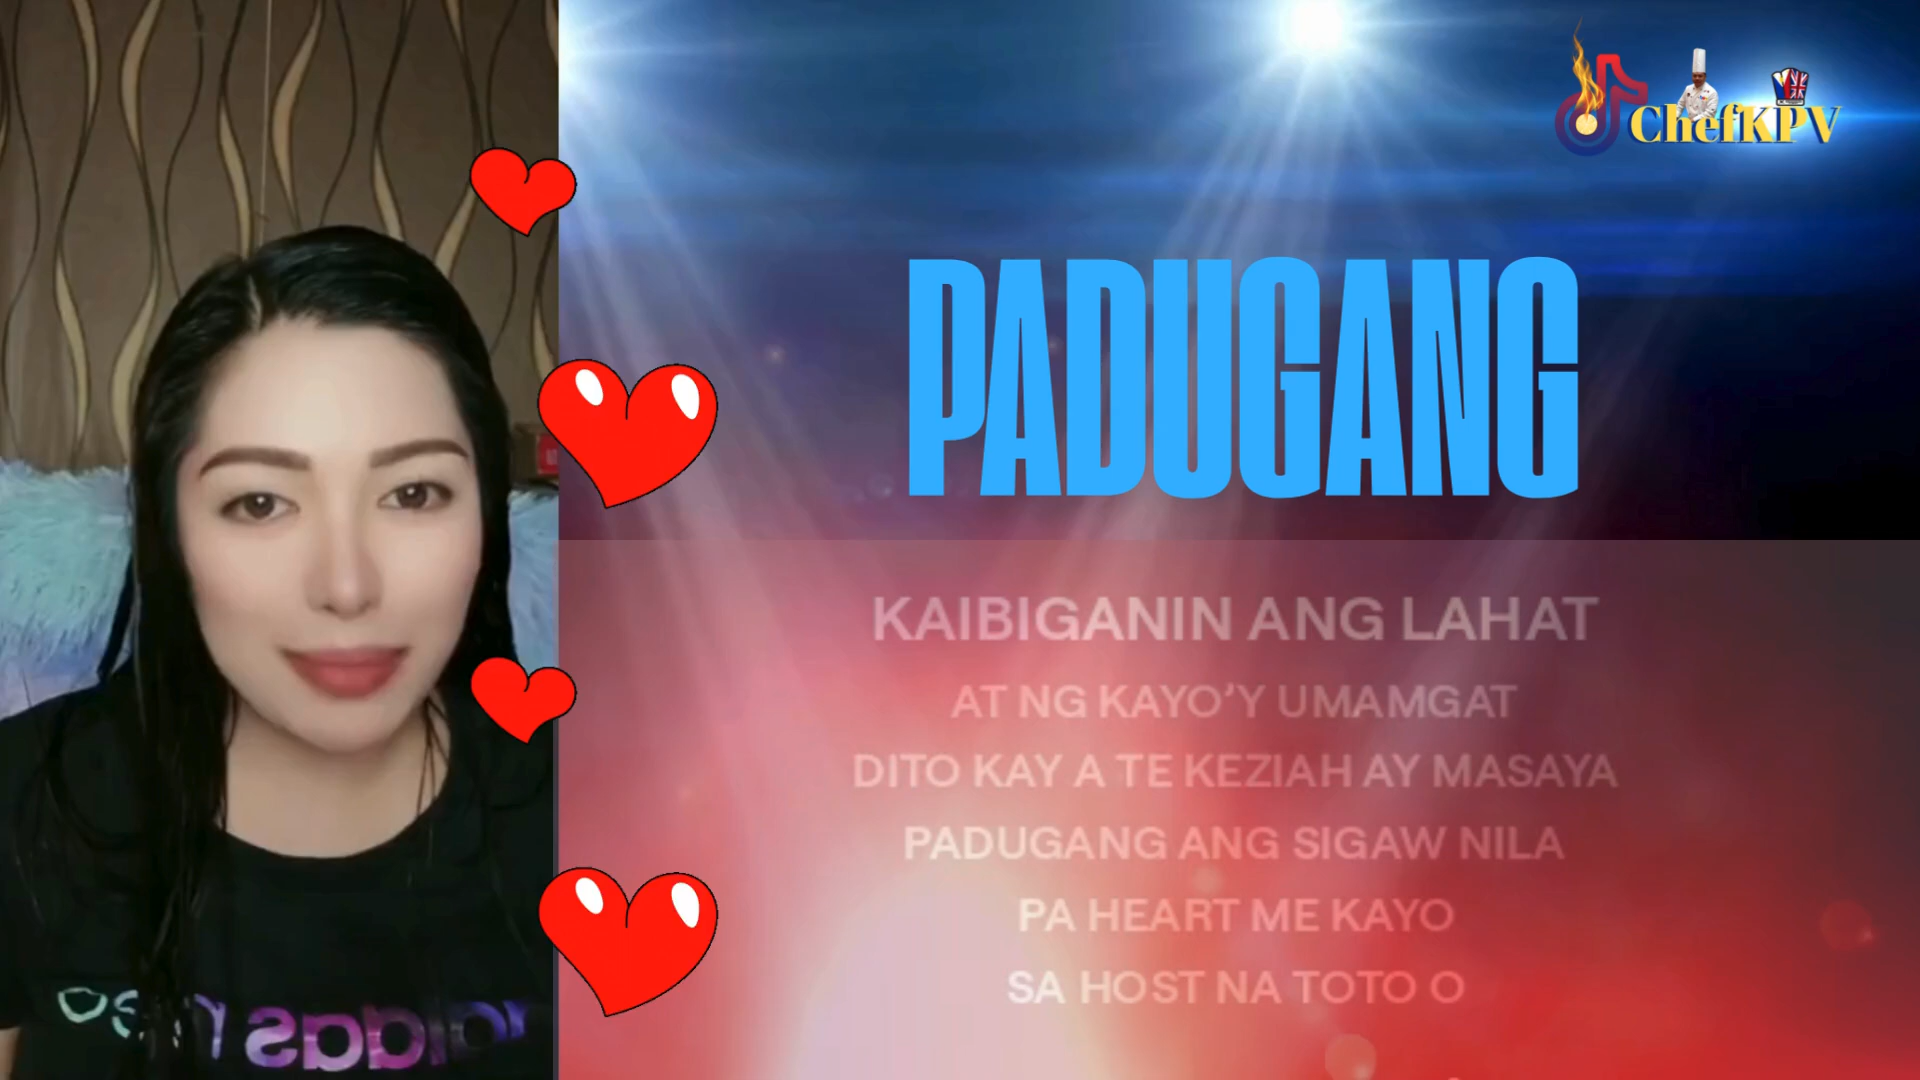 ChefKPV
PADUGANG
KAIBIGANIN ANG LAHAT
AT NG KAYO'Y UMAMGAT
DITO KAY A TE KEZIAH AY MASAYA
PADUGANG ANG SIGAW NILA
PA HEART ME KAYO
SA HOST NA TOTO O
adidas